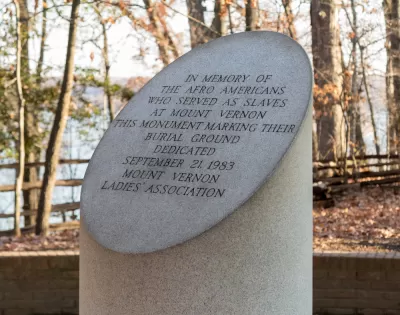 IN MEMORY OF
THE AFRO AMERICANS
WHO SERVED AS SLAVES
AT MOUNT VERNON
THIS MONUMENT MARKING THEIR
BURIAL GROUND
DEDICATED
SEPTEMBER 21, 1983
MOUNT VERNON
LADIES' ASSOCIATION